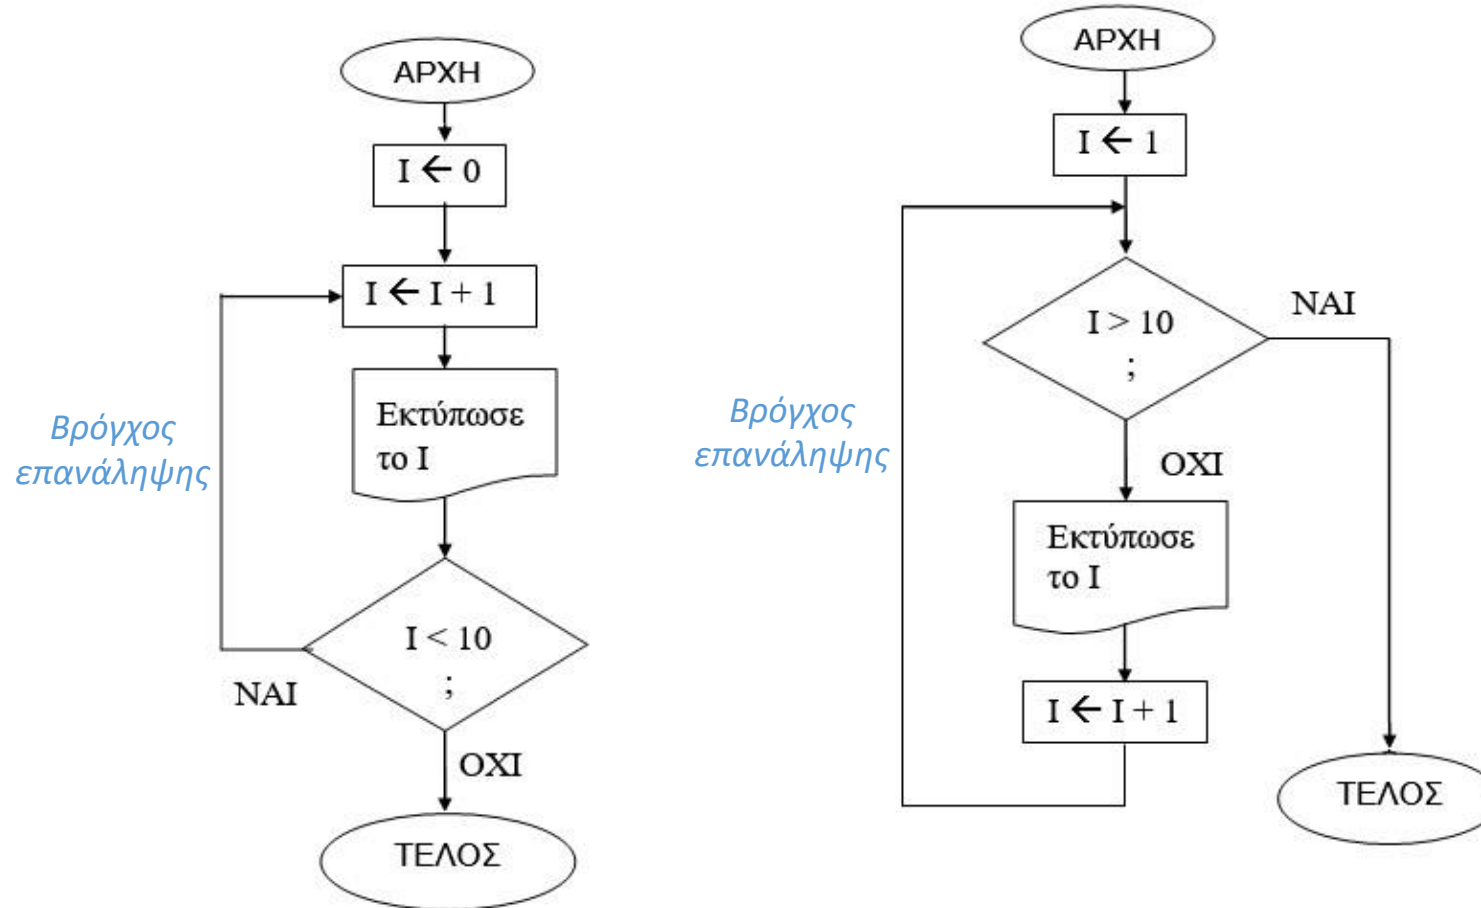 ΑΡΧΗ
I ← 0
I ← I + 1
Εκτύπωσε
το I
Βρόγχος
επανάληψης
I < 10
;
ΝΑΙ
ΟΧΙ
ΤΕΛΟΣ
ΑΡΧΗ
I ← 1
I > 10
;
ΝΑΙ
Βρόγχος
επανάληψης
ΟΧΙ
Εκτύπωσε
το I
I ← I + 1
ΤΕΛΟΣ